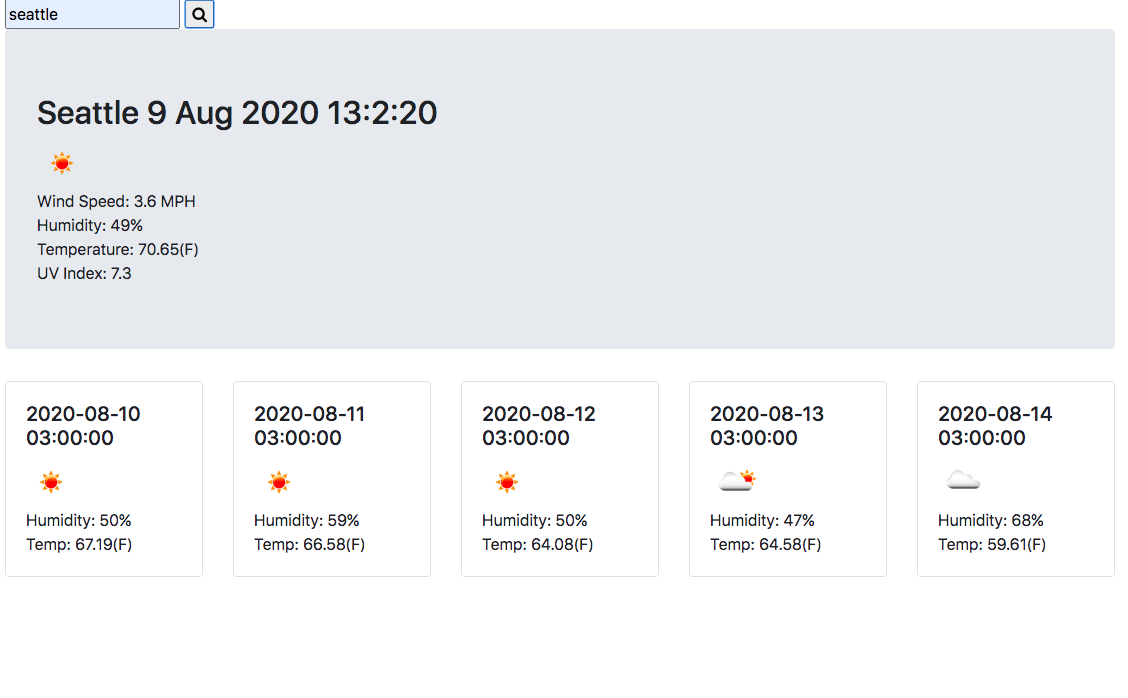 seattle
Seattle 9 Aug 2020 13:2:20
Wind Speed: 3.6 MPH
Humidity: 49%
Temperature: 70.65(F)
UV Index: 7.3
2020-08-10
03:00:00
Humidity: 50%
Temp: 67.19(F)
2020-08-11
03:00:00
Humidity: 59%
Temp: 66.58(F)
2020-08-12
03:00:00
Humidity: 50%
Temp: 64.08(F)
2020-08-13
03:00:00
Humidity: 47%
Temp: 64.58(F)
2020-08-14
03:00:00
Humidity: 68%
Temp: 59.61(F)